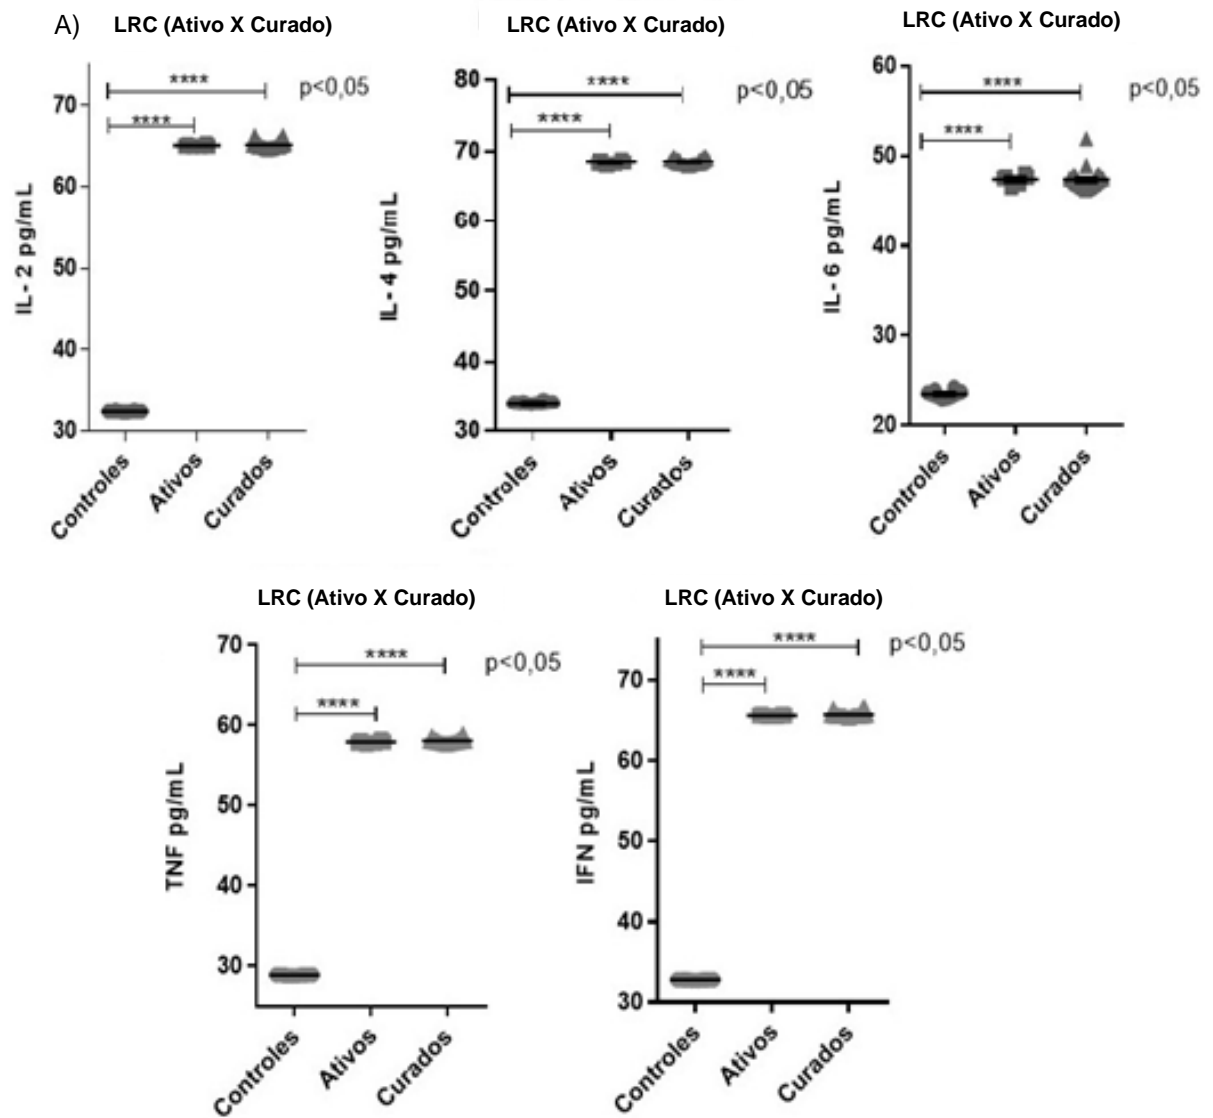 A)
LRC (Ativo X Curado)
IL- 2 pg/mL
70
60
50
40
30
****
****
p<0,05
Controles
Ativos
Curados
LRC (Ativo X Curado)
IL- 4 pg/mL
80
70
60
50
40
30
****
****
p<0,05
Controles
Ativos
Curados
LRC (Ativo X Curado)
IL- 6 pg/mL
60
50
40
30
20
****
****
p<0,05
Controles
Ativos
Curados
LRC (Ativo X Curado)
TNF pg/mL
70
60
50
40
30
****
****
p<0,05
Controles
Ativos
Curados
LRC (Ativo X Curado)
IFN pg/mL
70
60
50
40
30
****
****
p<0,05
Controles
Ativos
Curados